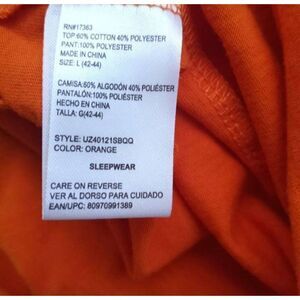 RN#17363
TOP:60% COTTON 40% POLYESTER
PANT:100% POLYESTER
MADE IN CHINA
SIZE: L (42-44)
CAMISA:60% ALGODÓN 40% POLIÉSTER
PANTALÓN:100% POLIÉSTER
HECHO EN CHINA
TALLA: G(42-44)
STYLE: UZ40121SBQQ
COLOR: ORANGE
SLEEPWEAR
CARE ON REVERSE
VER AL DORSO PARA CUIDADO
EAN/UPC: 80970991389